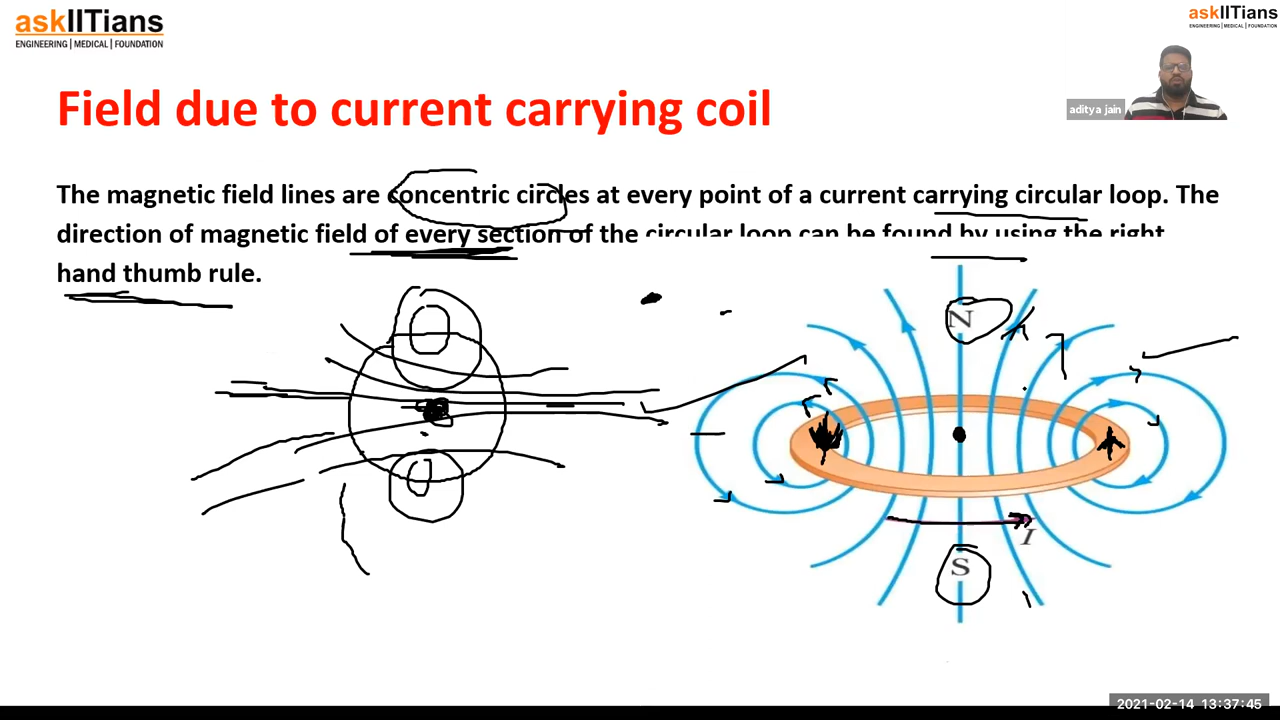 askIITians
ENGINEERING | MEDICAL | FOUNDATION
askIITians
ENGINEERING | MEDICAL | FOUNDATION
aditya jain
Field due to current carrying coil
The magnetic field lines are concentric circles at every point of a current carrying circular loop. The
direction of magnetic field of every section of the circular loop can be found by using the right
hand thumb rule.
N
I
S
2021-02-14 13:37:45